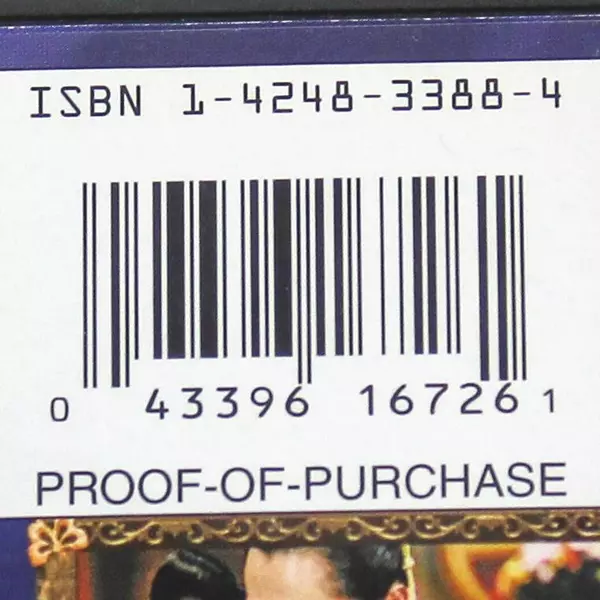 ISBN 1-4248-3388-4
0 43396 16726 1
PROOF-OF-PURCHASE